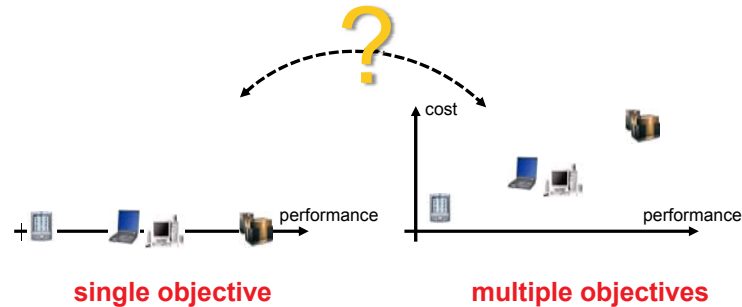 ?
cost
performance
performance
single objective
multiple objectives